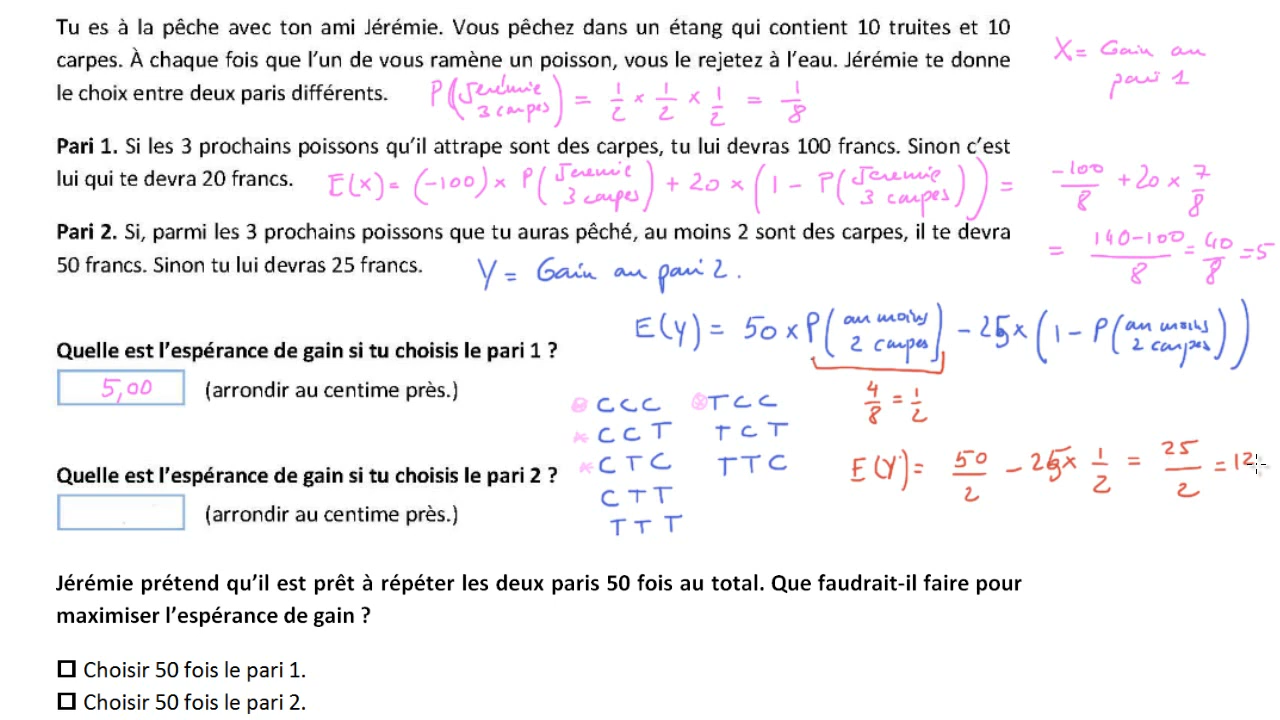 Tu es à la pêche avec ton ami Jérémie. Vous pêchez dans un étang qui contient 10 truites et 10
carpes. À chaque fois que l'un de vous ramène un poisson, vous le rejetez à l'eau. Jérémie te donne
le choix entre deux paris différents.
P(Jérémie 3 carpes) = 1/2 × 1/2 × 1/2 = 1/8
X = Gain au
pari 1
Pari 1. Si les 3 prochains poissons qu'il attrape sont des carpes, tu lui devras 100 francs. Sinon c'est
lui qui te devra 20 francs.
E(X) = (-100) × P(Jeremie 3 carpes) + 20 × (1 - P(Jeremie 3 carpes)) = -100/8 + 20 × 7/8
= 140-100/8 = 40/8 = 5
Pari 2. Si, parmi les 3 prochains poissons que tu auras pêché, au moins 2 sont des carpes, il te devra
50 francs. Sinon tu lui devras 25 francs.
Y = Gain au pari 2.
E(Y) = 50 × P(au moins 2 carpes) - 25 × (1 - P(au moins 2 carpes))
4/8 = 1/2
Quelle est l'espérance de gain si tu choisis le pari 1 ?
5,00 (arrondir au centime près.)
CCC TCC
CCT TCT
CTC TTC
CTT
TTT
E(Y) = 50/2 - 25 × 1/2 = 25/2 = 12
Quelle est l'espérance de gain si tu choisis le pari 2 ?
(arrondir au centime près.)
Jérémie prétend qu'il est prêt à répéter les deux paris 50 fois au total. Que faudrait-il faire pour
maximiser l'espérance de gain ?
Choisir 50 fois le pari 1.
Choisir 50 fois le pari 2.